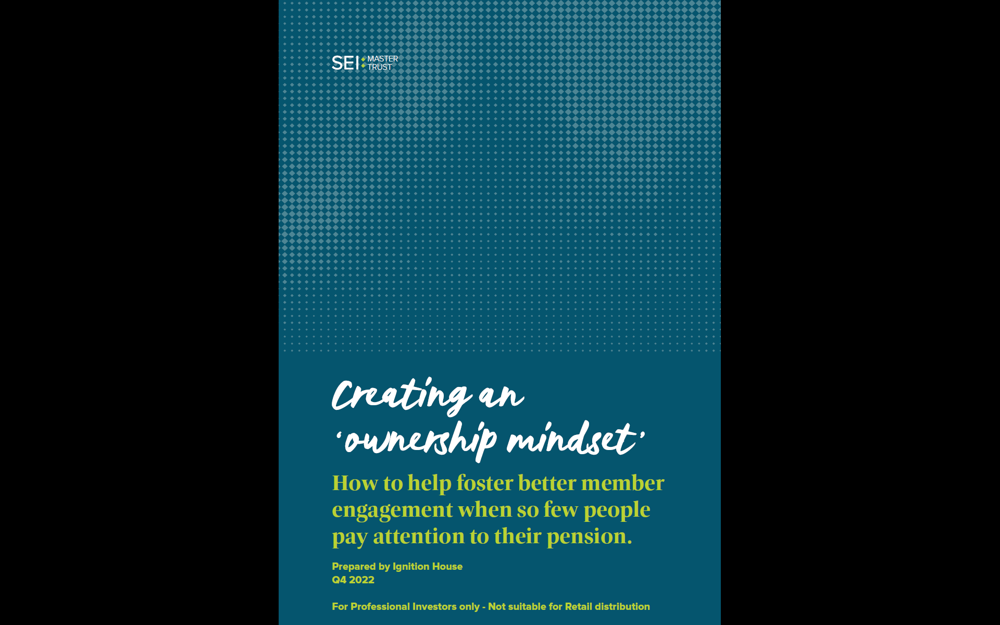 SEI MASTER
TRUST
Creating an
‘ownership mindset’
How to help foster better member
engagement when so few people
pay attention to their pension.
Prepared by Ignition House
Q4 2022
For Professional Investors only - Not suitable for Retail distribution